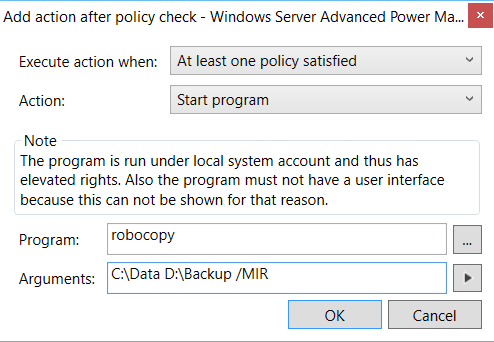 Add action after policy check - Windows Server Advanced Power Ma...
Execute action when: At least one policy satisfied
Action: Start program
Note
The program is run under local system account and thus has
elevated rights. Also the program must not have a user interface
because this can not be shown for that reason.
Program: robocopy ...
Arguments: C:\Data D:\Backup /MIR
OK Cancel